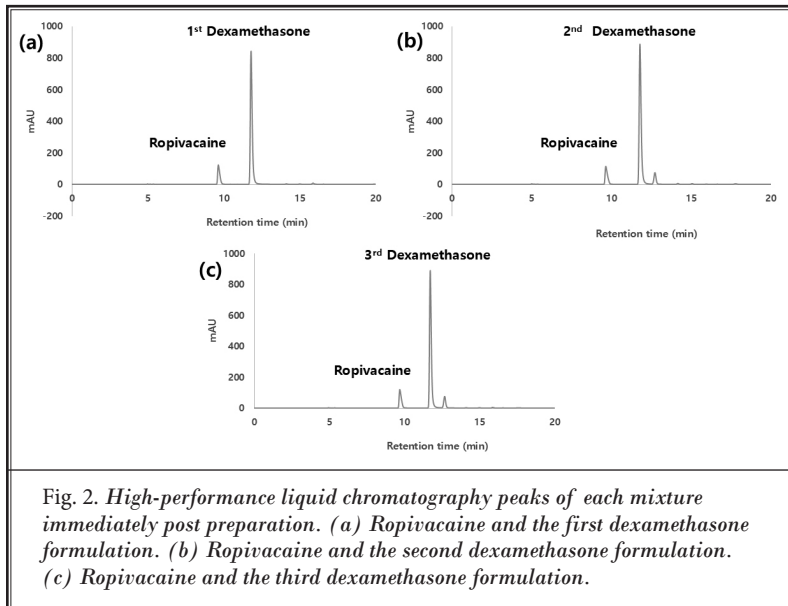 (a)
1st Dexamethasone
1000
800
600
400
200
0
-200
mAU
Ropivacaine
0
5
10
15
20
Retention time (min)
(b)
2nd Dexamethasone
1000
800
600
400
200
0
-200
mAU
Ropivacaine
0
5
10
15
20
Retention time (min)
(c)
3rd Dexamethasone
1000
800
600
400
200
0
mAU
Ropivacaine
0
5
10
15
20
Retention time (min)
Fig. 2. High-performance liquid chromatography peaks of each mixture
immediately post preparation. (a) Ropivacaine and the first dexamethasone
formulation. (b) Ropivacaine and the second dexamethasone formulation.
(c) Ropivacaine and the third dexamethasone formulation.